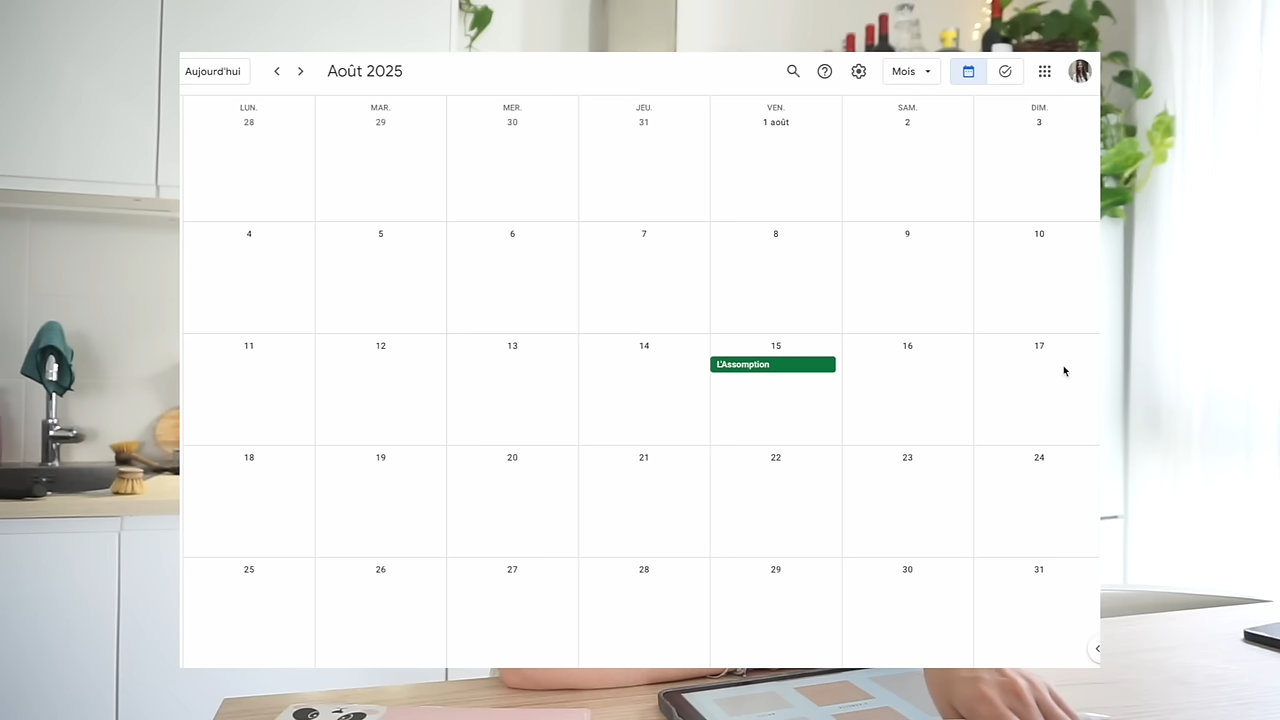 Aujourd'hui
Août 2025
Mois
LUN. MAR. MER. JEU. VEN. SAM. DIM.
28 29 30 31 1 août 2 3
4 5 6 7 8 9 10
11 12 13 14 15 16 17
L'Assomption
18 19 20 21 22 23 24
25 26 27 28 29 30 31